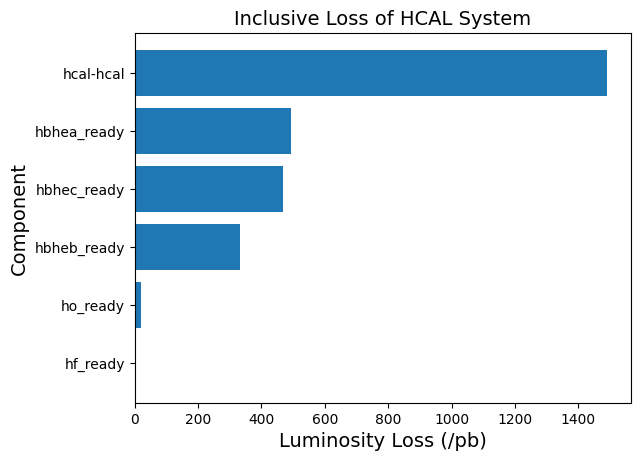 Inclusive Loss of HCAL System
Component
hcal-hcal
hbhea_ready
hbhec_ready
hbheb_ready
ho_ready
hf_ready
0 200 400 600 800 1000 1200 1400
Luminosity Loss (/pb)